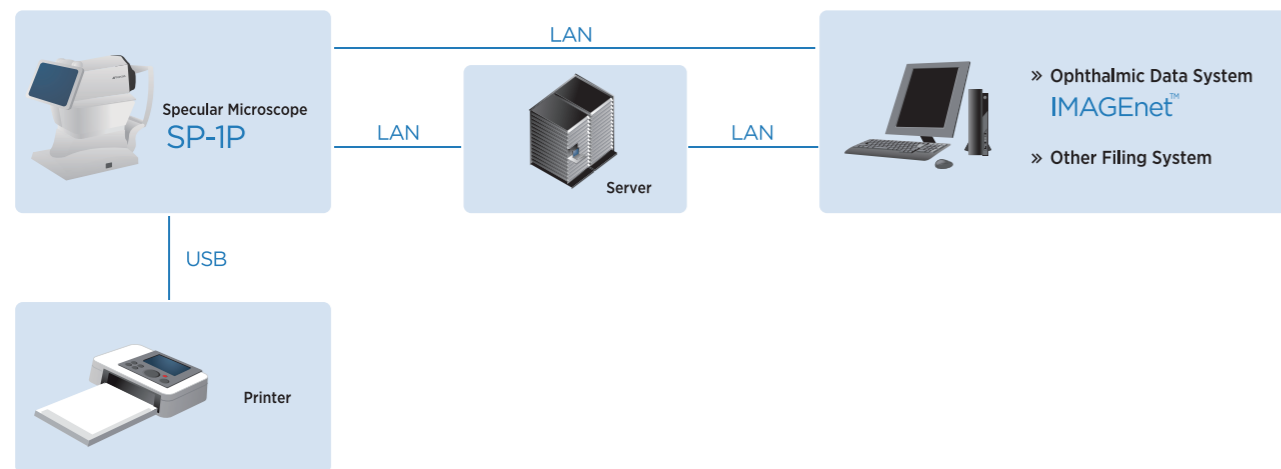 LAN
Specular Microscope
SP-1P
LAN
Server
LAN
» Ophthalmic Data System
IMAGEnet™
» Other Filing System
USB
Printer